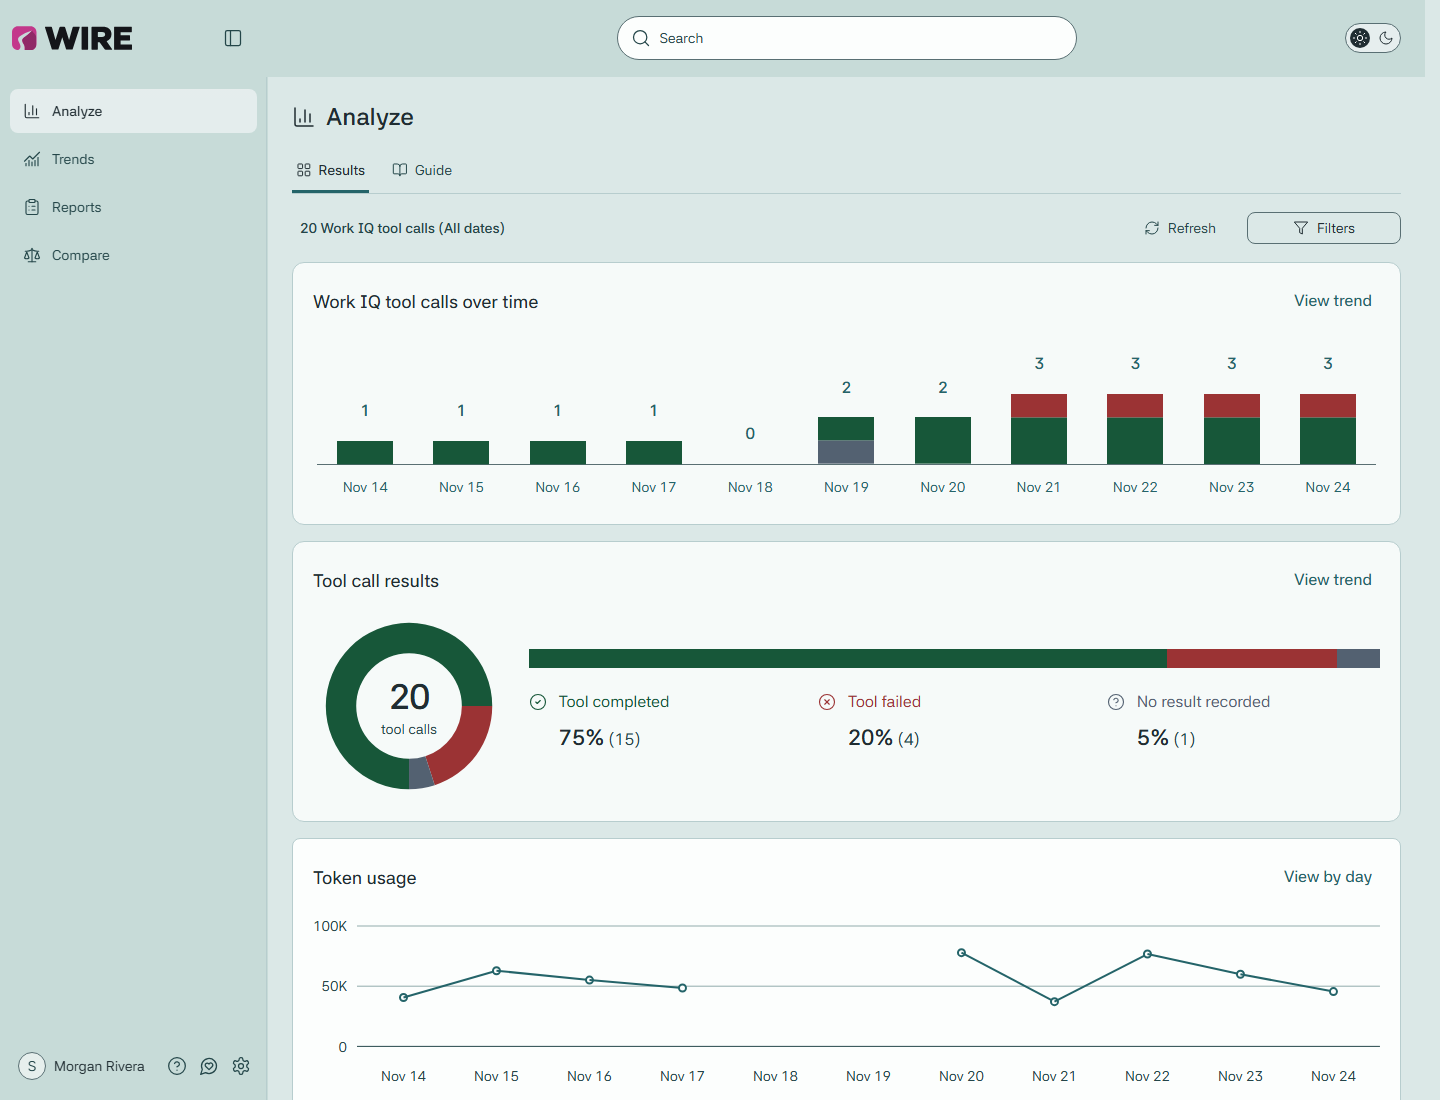 WIRE
Search
Analyze
Trends
Reports
Compare
Analyze
Results
Guide
20 Work IQ tool calls (All dates)
Refresh
Filters
Work IQ tool calls over time
View trend
1 1 1 1 0 2 2 3 3 3 3
Nov 14 Nov 15 Nov 16 Nov 17 Nov 18 Nov 19 Nov 20 Nov 21 Nov 22 Nov 23 Nov 24
Tool call results
View trend
20
tool calls
Tool completed
75% (15)
Tool failed
20% (4)
No result recorded
5% (1)
Token usage
View by day
100K
50K
0
Nov 14 Nov 15 Nov 16 Nov 17 Nov 18 Nov 19 Nov 20 Nov 21 Nov 22 Nov 23 Nov 24
S
Morgan Rivera